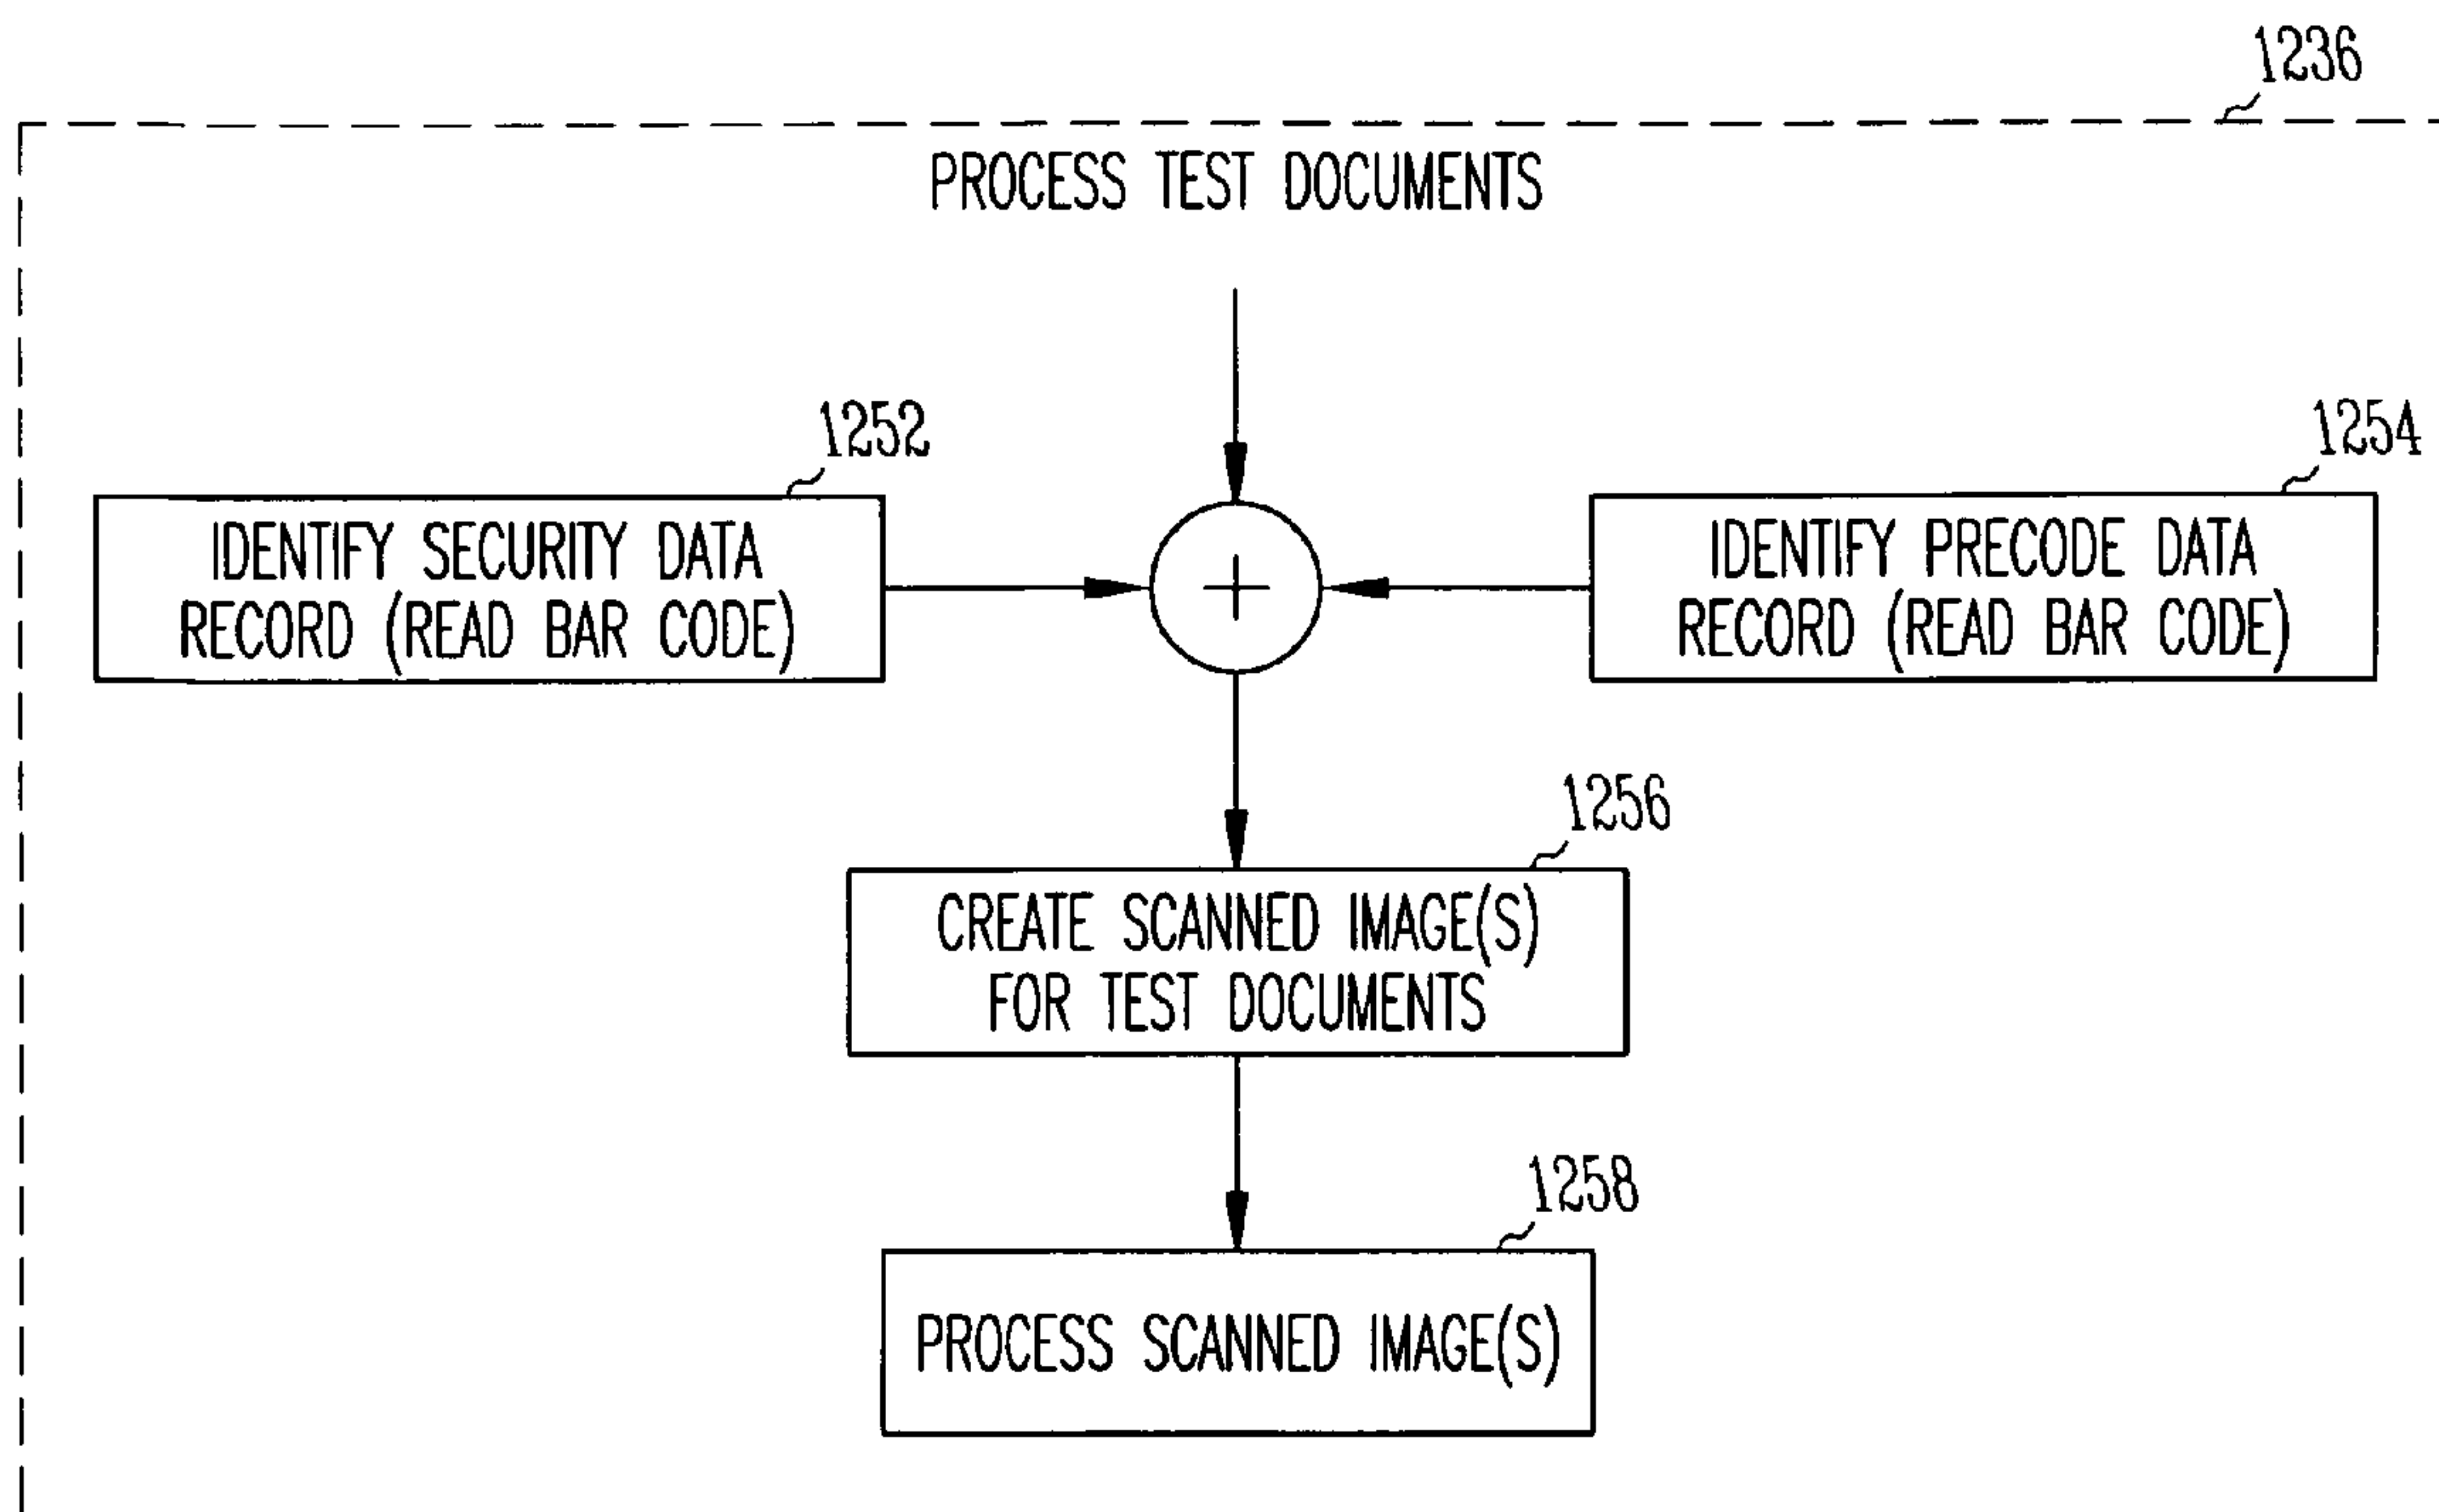 1236
PROCESS TEST DOCUMENTS
1252
1254
IDENTIFY SECURITY DATA
RECORD (READ BAR CODE)
+
IDENTIFY PRECODE DATA
RECORD (READ BAR CODE)
1256
CREATE SCANNED IMAGE(S)
FOR TEST DOCUMENTS
1258
PROCESS SCANNED IMAGE(S)